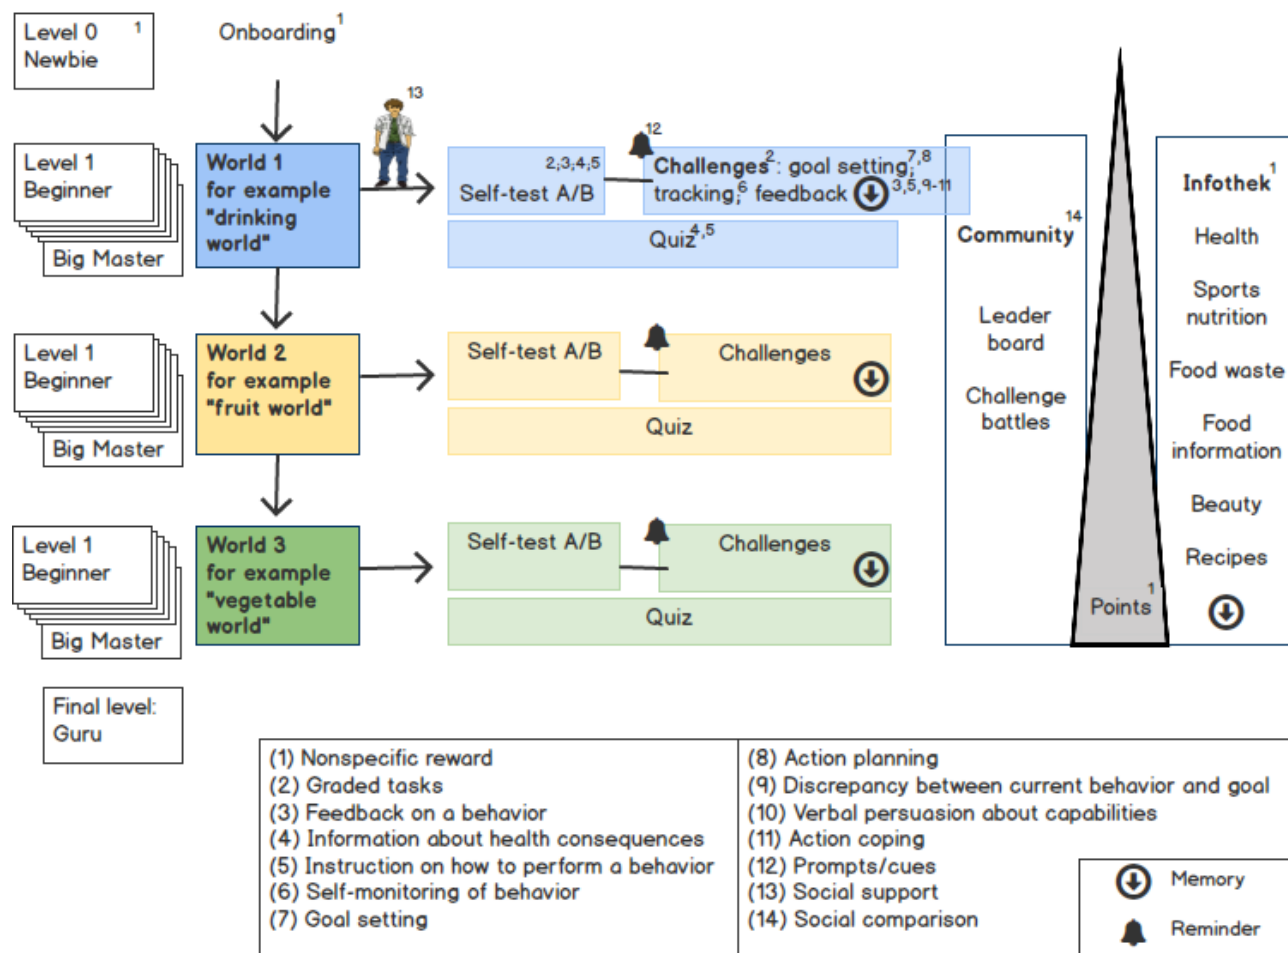 Level 0 1
Newbie
Onboarding1
13
Level 1
Beginner
Big Master
World 1
for example
"drinking
world"
2,3,4,5
Self-test A/B
12
Challenges2: goal setting;7,8
tracking;6 feedback 3,5,9-11
Quiz4,5
Level 1
Beginner
Big Master
World 2
for example
"fruit world"
Self-test A/B
Challenges
Quiz
Level 1
Beginner
Big Master
World 3
for example
"vegetable
world"
Self-test A/B
Challenges
Quiz
Final level:
Guru
14
Community
Leader
board
Challenge
battles
Points1
Infothek1
Health
Sports
nutrition
Food waste
Food
information
Beauty
Recipes
(1) Nonspecific reward
(2) Graded tasks
(3) Feedback on a behavior
(4) Information about health consequences
(5) Instruction on how to perform a behavior
(6) Self-monitoring of behavior
(7) Goal setting
(8) Action planning
(9) Discrepancy between current behavior and goal
(10) Verbal persuasion about capabilities
(11) Action coping
(12) Prompts/cues
(13) Social support
(14) Social comparison
Memory
Reminder